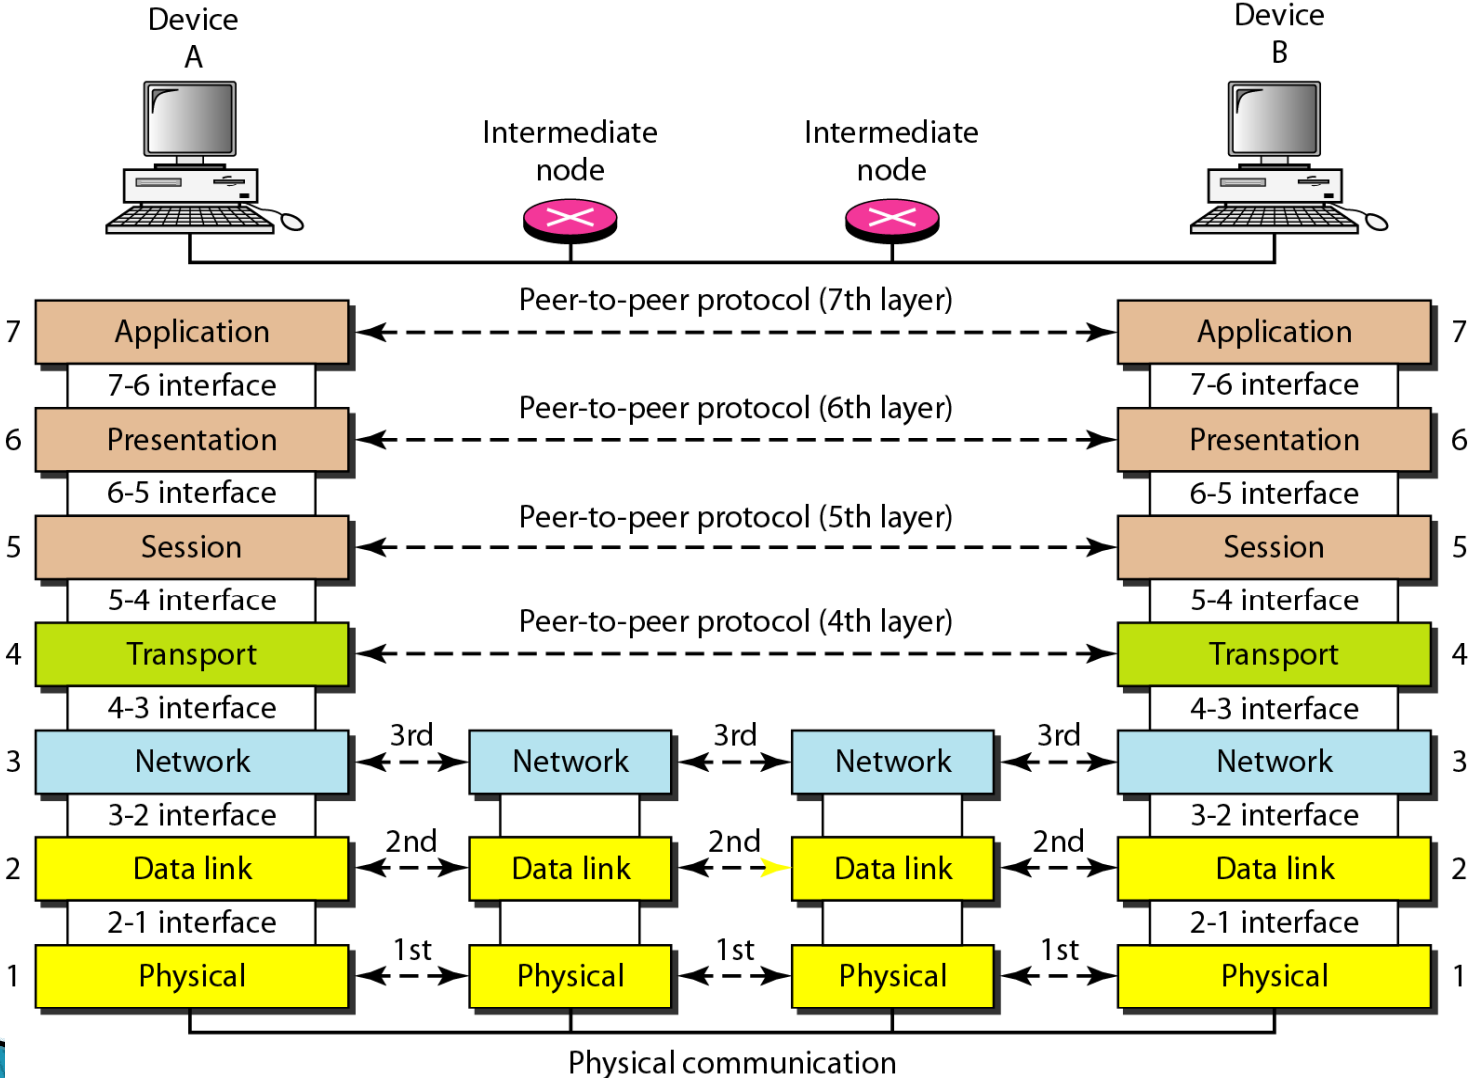 Device
A
Device
B
Intermediate
node
Intermediate
node
Peer-to-peer protocol (7th layer)
7 Application Application 7
7-6 interface 7-6 interface
Peer-to-peer protocol (6th layer)
6 Presentation Presentation 6
6-5 interface 6-5 interface
Peer-to-peer protocol (5th layer)
5 Session Session 5
5-4 interface 5-4 interface
Peer-to-peer protocol (4th layer)
4 Transport Transport 4
4-3 interface 4-3 interface
3rd 3rd 3rd
3 Network Network Network Network 3
3-2 interface 3-2 interface
2nd 2nd 2nd
2 Data link Data link Data link Data link 2
2-1 interface 2-1 interface
1st 1st 1st
1 Physical Physical Physical Physical 1
Physical communication